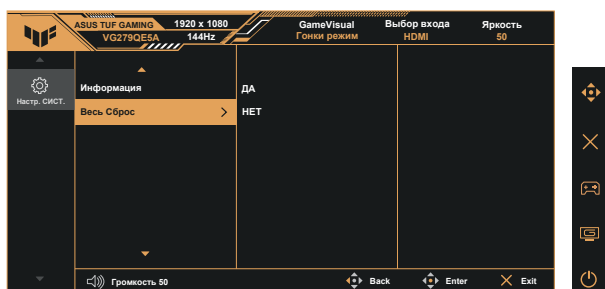 ASUS TUF GAMING 1920 x 1080 GameVisual Выбор входа Яркость
VG279QE5A 144Hz Гонки режим HDMI 50
Настр. СИСТ.
Информация ДА
Весь Сброс НЕТ
Громкость 50 Back Enter Exit